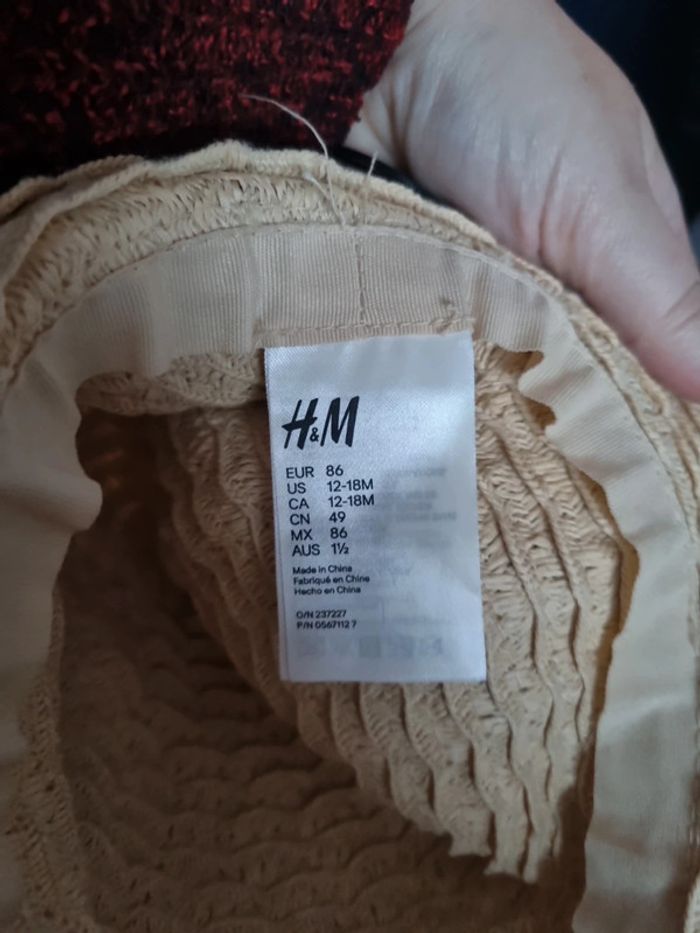 H&M
EUR 86
US 12-18M
CA 12-18M
CN 49
MX 86
AUS 1½
Made in China
Fabriqué en Chine
Hecho en China
O/N 237227
P/N 0567112 7